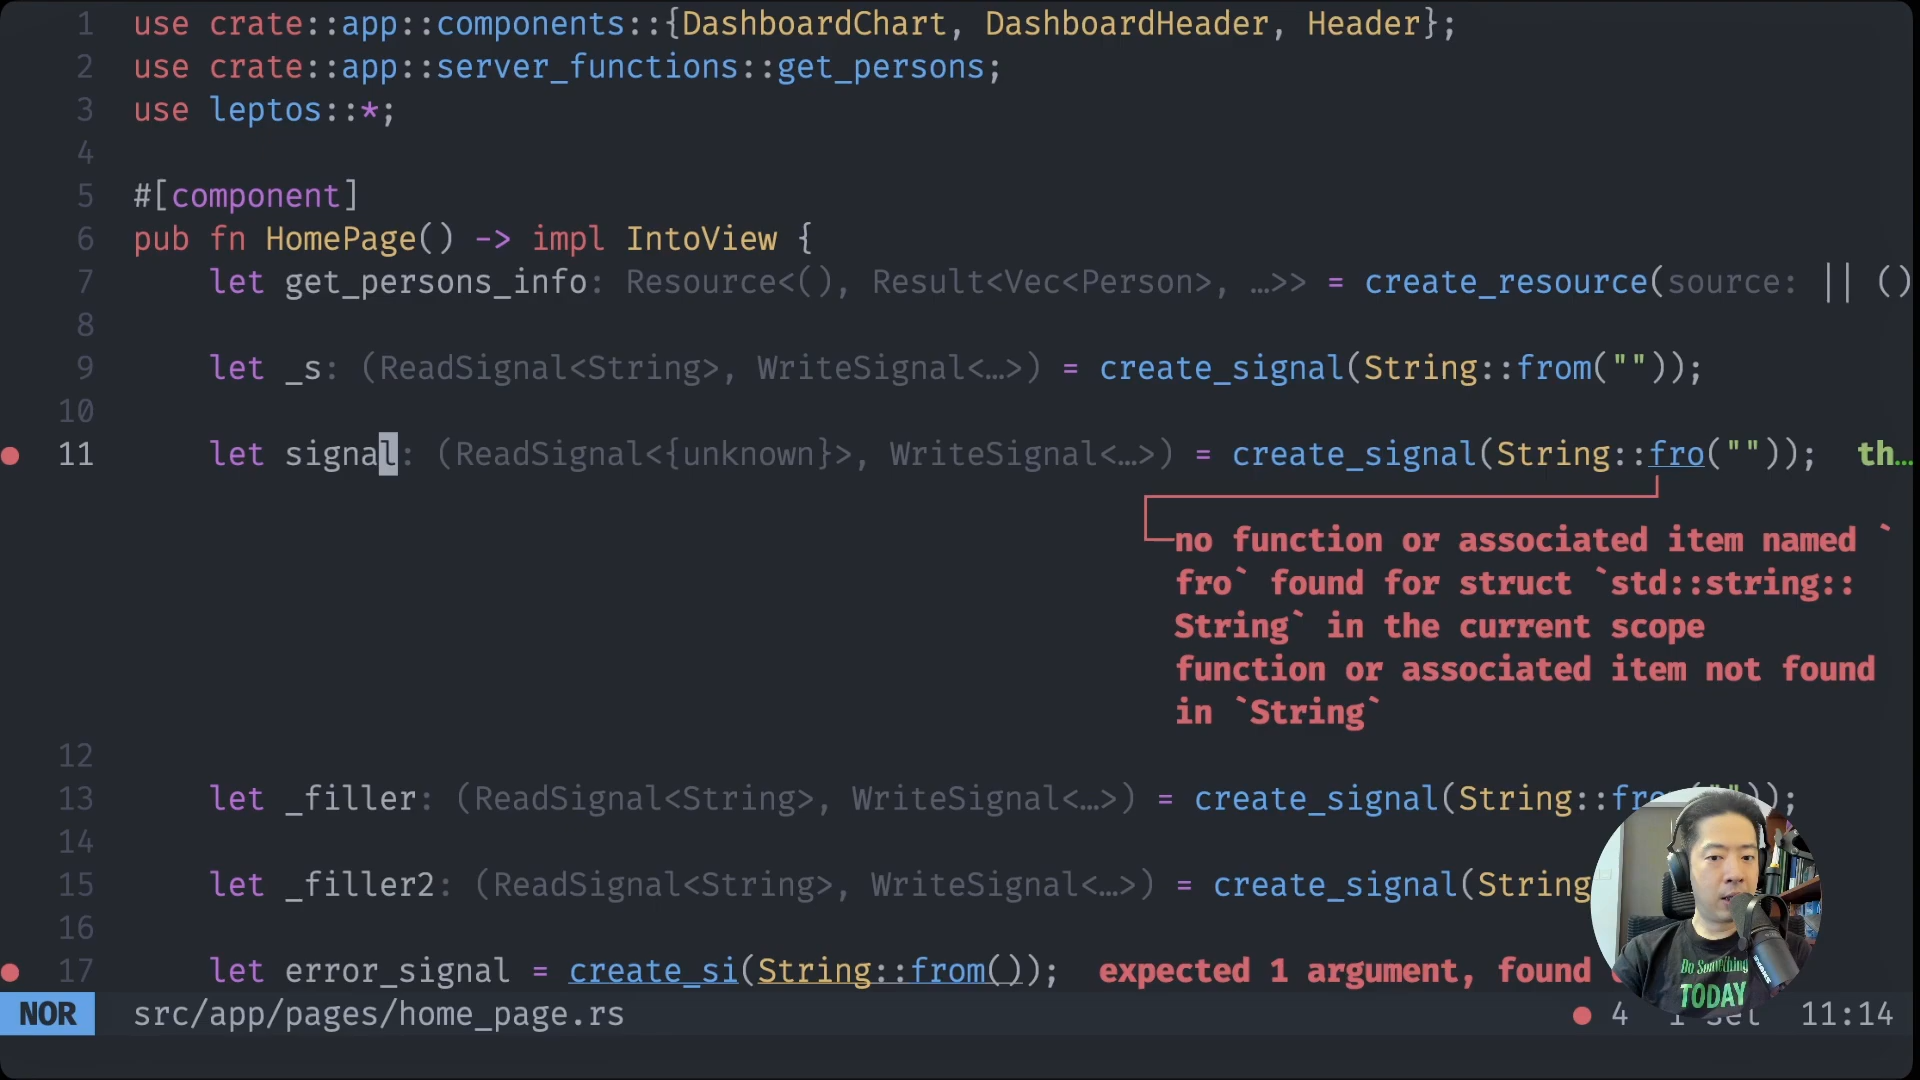 1 use crate::app::components::{DashboardChart, DashboardHeader, Header};
2 use crate::app::server_functions::get_persons;
3 use leptos::*;
4
5 #[component]
6 pub fn HomePage() -> impl IntoView {
7 let get_persons_info: Resource<(), Result<Vec<Person>, …>> = create_resource(source: || ()
8
9 let _s: (ReadSignal<String>, WriteSignal<…>) = create_signal(String::from(""));
10
11 let signal: (ReadSignal<{unknown}>, WriteSignal<…>) = create_signal(String::fro("")); th…
no function or associated item named `
fro` found for struct `std::string::
String` in the current scope
function or associated item not found
in `String`
12
13 let _filler: (ReadSignal<String>, WriteSignal<…>) = create_signal(String::from(""));
14
15 let _filler2: (ReadSignal<String>, WriteSignal<…>) = create_signal(String
16
17 let error_signal = create_si(String::from()); expected 1 argument, found
Do Something
TODAY
NOR src/app/pages/home_page.rs 4 1 sel 11:14